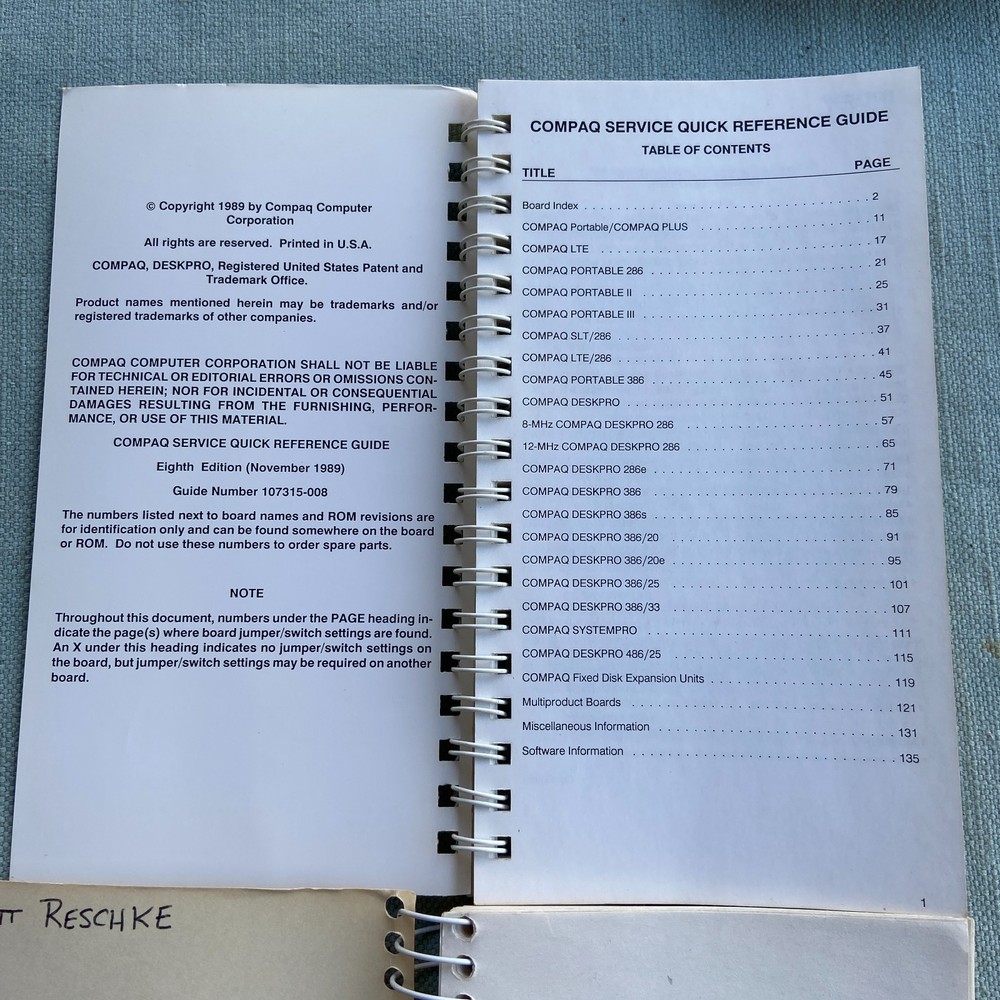 © Copyright 1989 by Compaq Computer
Corporation
All rights are reserved. Printed in U.S.A.
COMPAQ, DESKPRO, Registered United States Patent and
Trademark Office.
Product names mentioned herein may be trademarks and/or
registered trademarks of other companies.
COMPAQ COMPUTER CORPORATION SHALL NOT BE LIABLE
FOR TECHNICAL OR EDITORIAL ERRORS OR OMISSIONS CON-
TAINED HEREIN; NOR FOR INCIDENTAL OR CONSEQUENTIAL
DAMAGES RESULTING FROM THE FURNISHING, PERFOR-
MANCE, OR USE OF THIS MATERIAL.
COMPAQ SERVICE QUICK REFERENCE GUIDE
Eighth Edition (November 1989)
Guide Number 107315-008
The numbers listed next to board names and ROM revisions are
for identification only and can be found somewhere on the board
or ROM. Do not use these numbers to order spare parts.
NOTE
Throughout this document, numbers under the PAGE heading in-
dicate the page(s) where board jumper/switch settings are found.
An X under this heading indicates no jumper/switch settings on
the board, but jumper/switch settings may be required on another
board.
COMPAQ SERVICE QUICK REFERENCE GUIDE
TABLE OF CONTENTS
TITLE PAGE
Board Index 2
COMPAQ Portable/COMPAQ PLUS 11
COMPAQ LTE 17
COMPAQ PORTABLE 286 21
COMPAQ PORTABLE II 25
COMPAQ PORTABLE III 31
COMPAQ SLT/286 37
COMPAQ LTE/286 41
COMPAQ PORTABLE 386 45
COMPAQ DESKPRO 51
8-MHz COMPAQ DESKPRO 286 57
12-MHz COMPAQ DESKPRO 286 65
COMPAQ DESKPRO 286e 71
COMPAQ DESKPRO 386 79
COMPAQ DESKPRO 386s 85
COMPAQ DESKPRO 386/20 91
COMPAQ DESKPRO 386/20e 95
COMPAQ DESKPRO 386/25 101
COMPAQ DESKPRO 386/33 107
COMPAQ SYSTEMPRO 111
COMPAQ DESKPRO 486/25 115
COMPAQ Fixed Disk Expansion Units 119
Multiproduct Boards 121
Miscellaneous Information 131
Software Information 135
1
RESCHKE